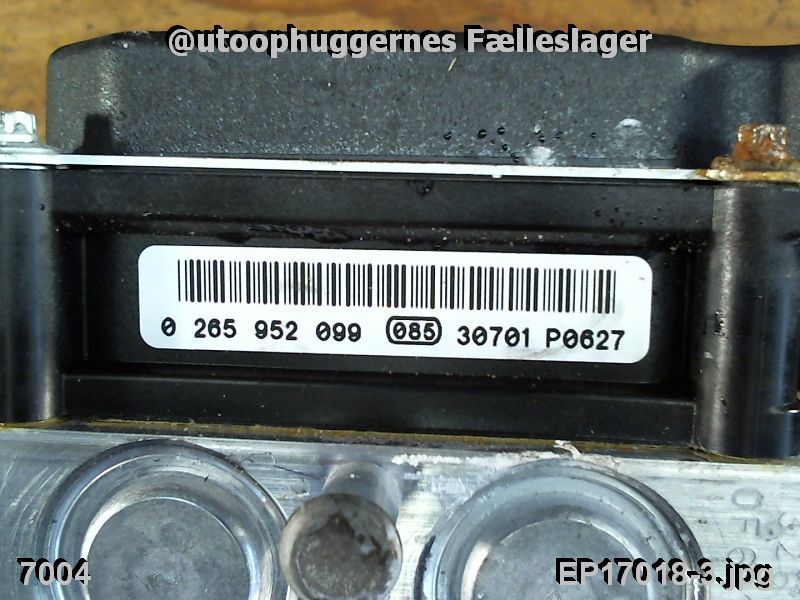 @utoophuggernes Fælleslager
0 265 952 099 085 30701 P0627
7004 EP17018-3.jpg